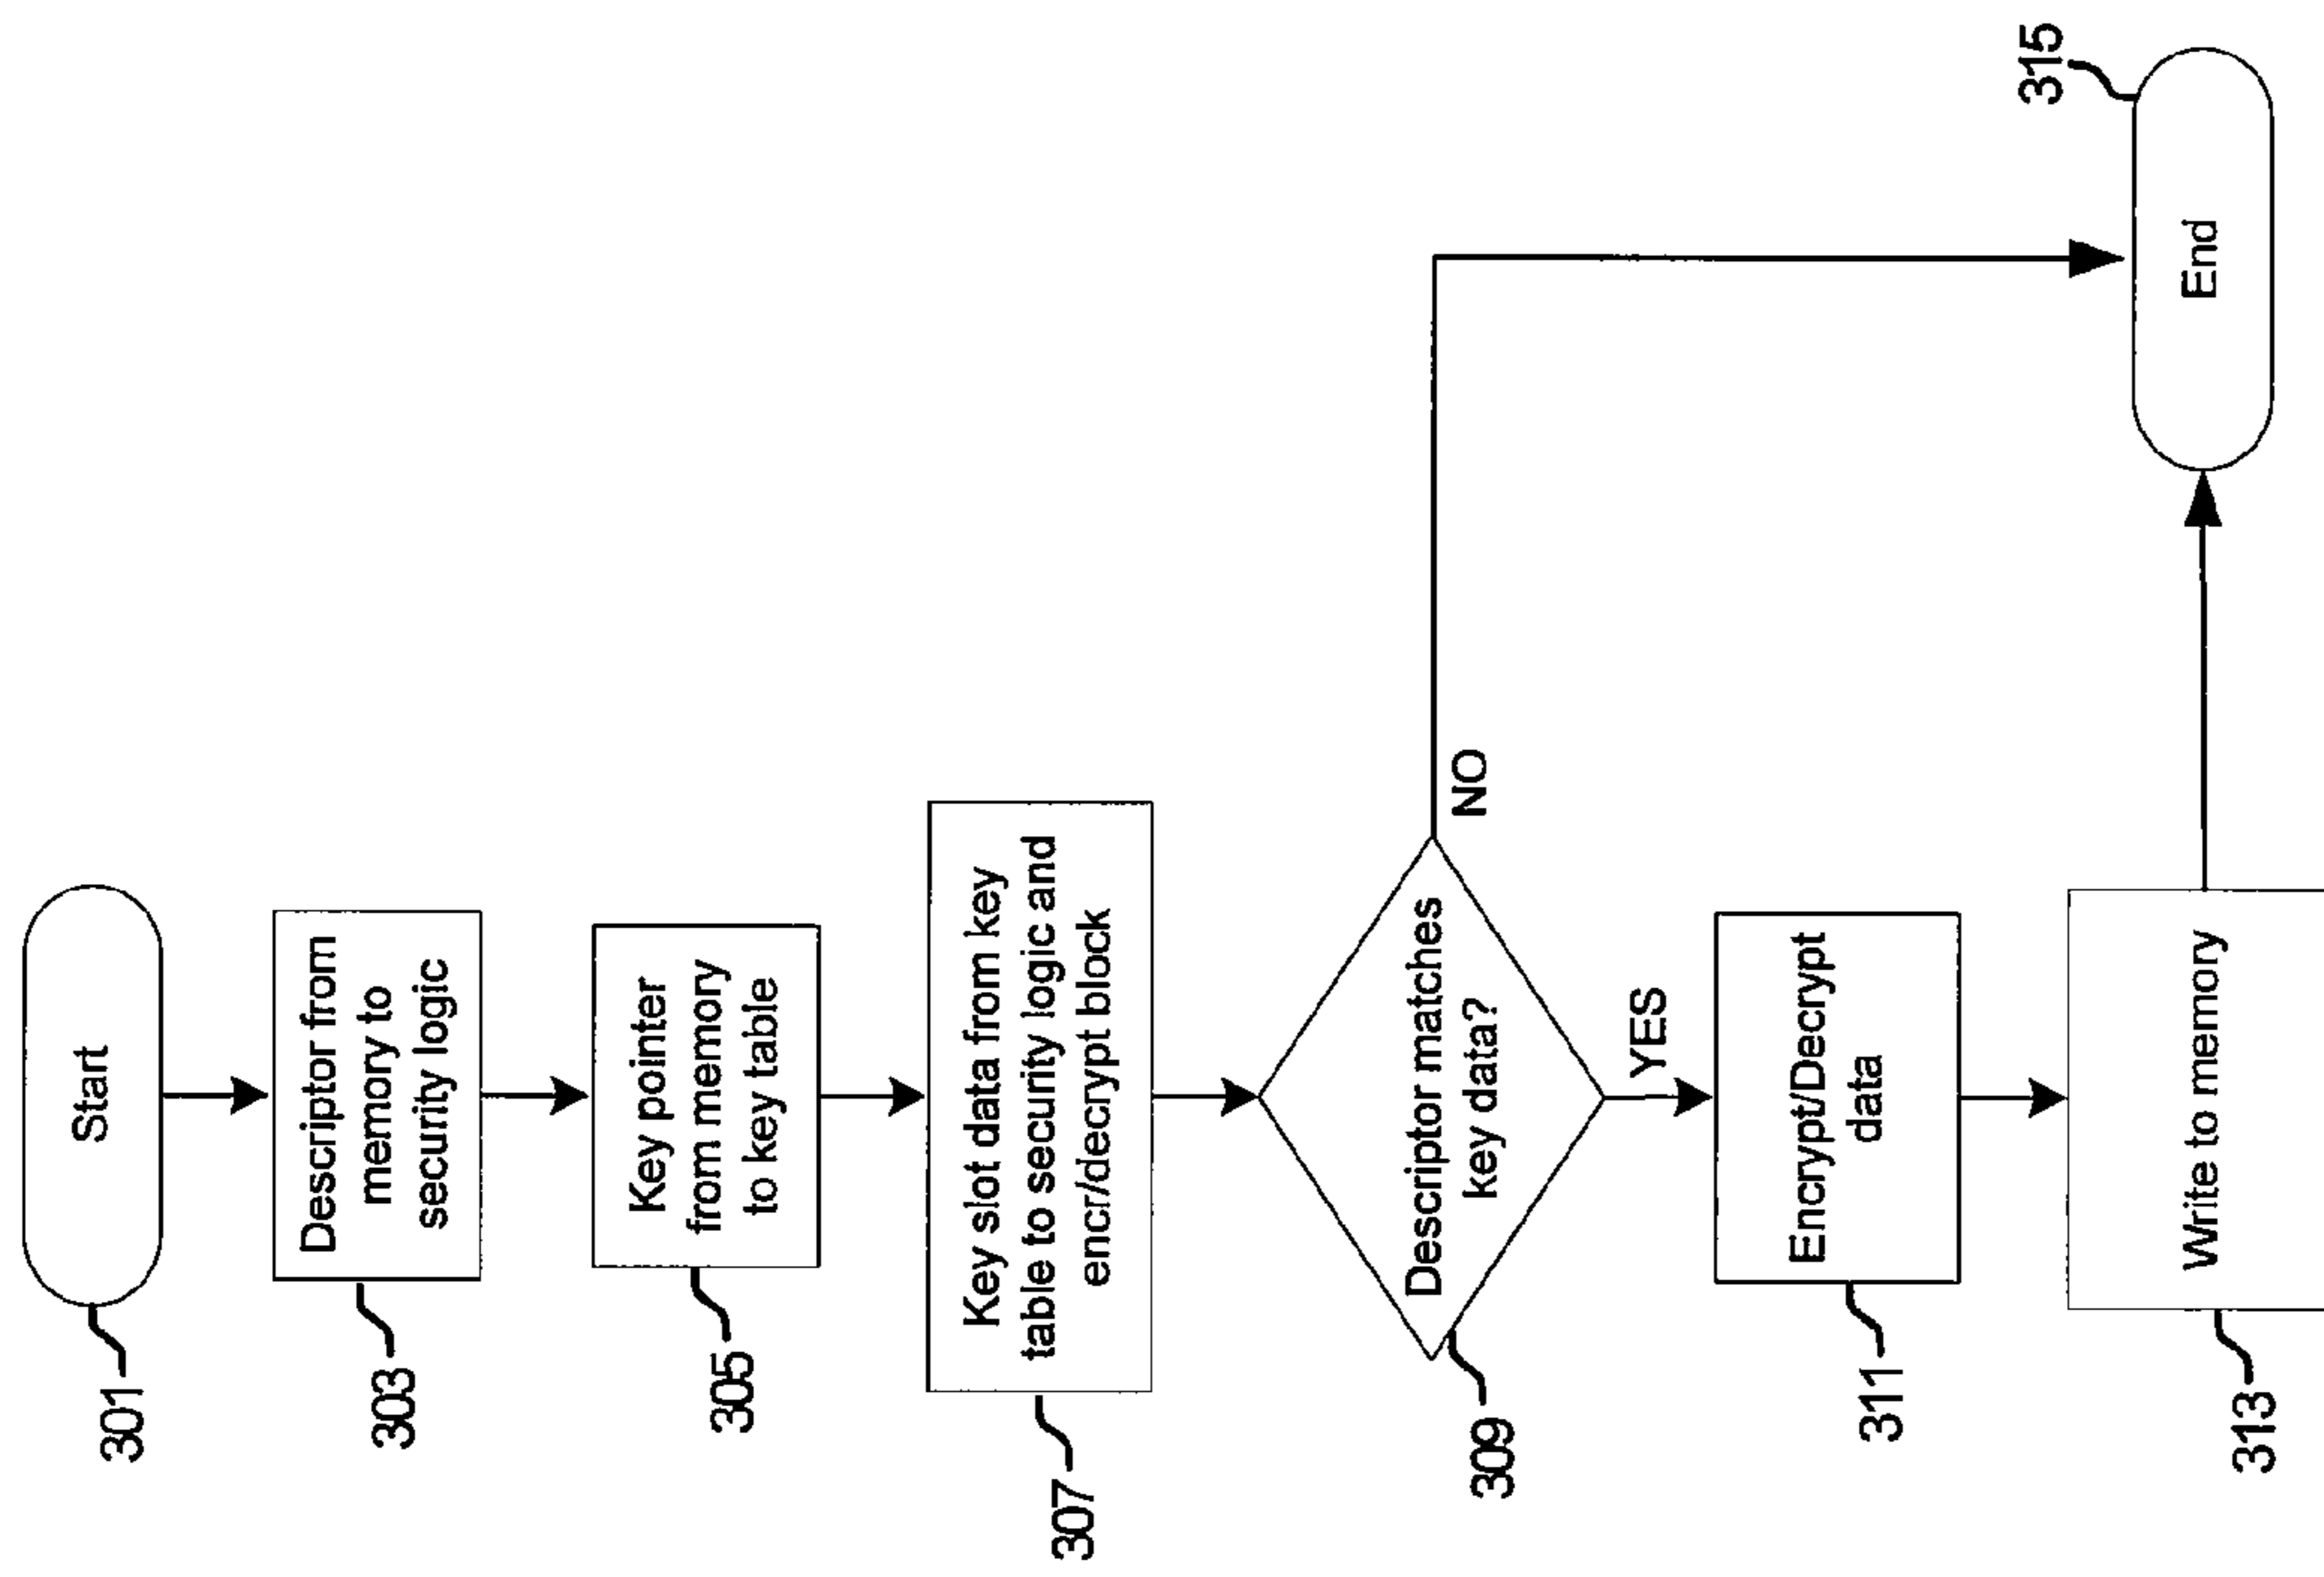 301
Start
303
Descriptor from
memory to
security logic
305
Key pointer
from memory
to key table
307
Key slot data from key
table to security logic and
encr/decrypt block
309
Descriptor matches
key data?
NO
YES
311
Encrypt/Decrypt
data
313
Write to memory
315
End